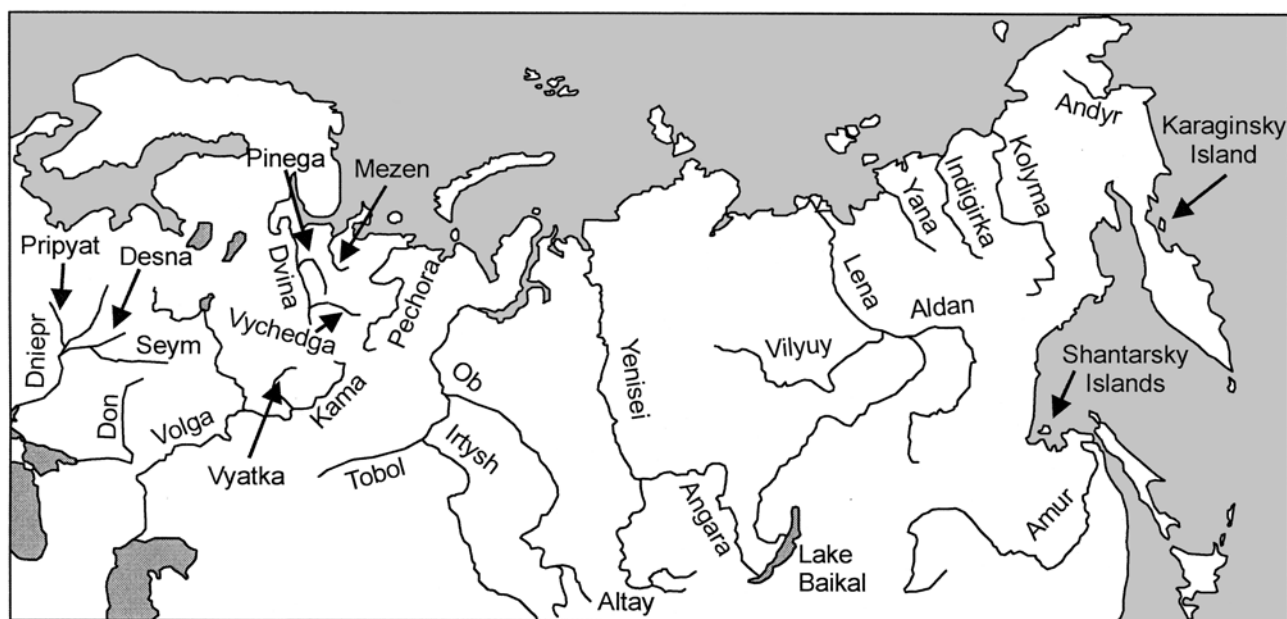 Andyr
Karaginsky
Island
Pinega
Mezen
Kolyma
Indigirka
Yana
Pripyat
Desna
Dvina
Pechora
Lena
Aldan
Vychedga
Dniepr
Seym
Vilyuy
Shantarsky
Islands
Ob
Yenisei
Kama
Don
Volga
Irtysh
Vyatka
Tobol
Angara
Amur
Lake
Baikal
Altay